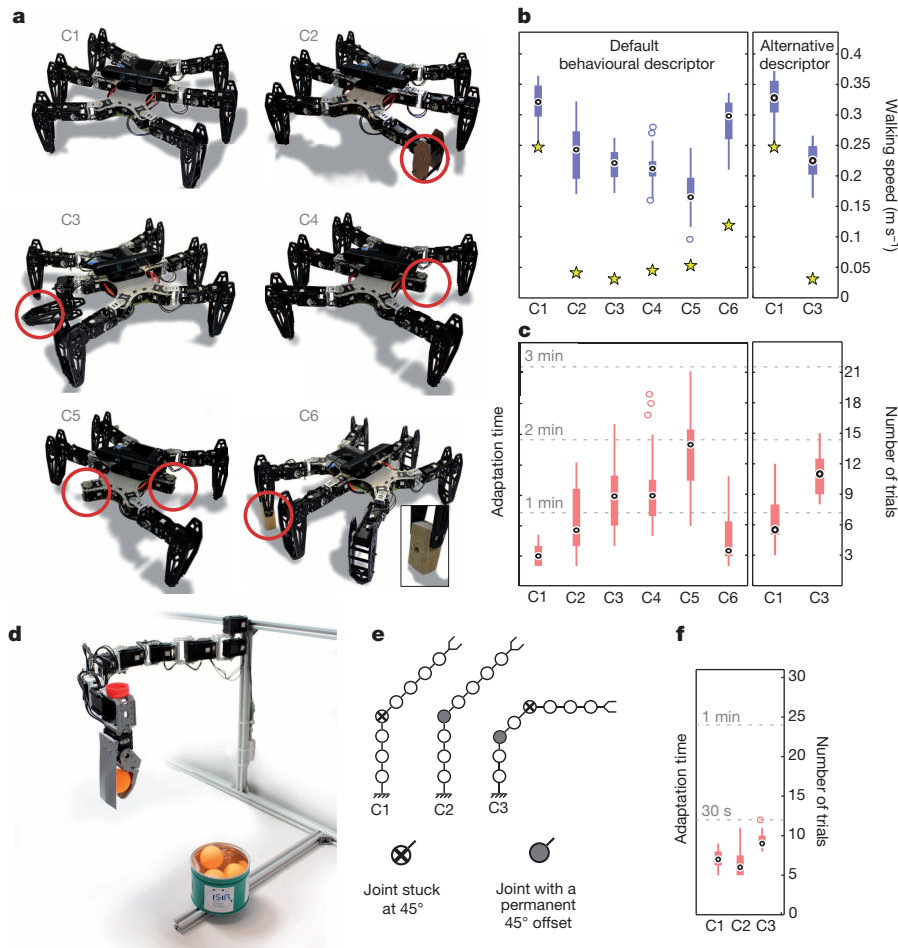 a
C1
C2
C3
C4
C5
C6
b
Default
behavioural descriptor
Alternative
descriptor
0.4
0.35
0.3
0.25
0.2
0.15
0.1
0.05
0
Walking speed (m s⁻¹)
C1 C2 C3 C4 C5 C6 C1 C3
c
3 min
2 min
1 min
Adaptation time
21
18
15
12
9
6
3
Number of trials
C1 C2 C3 C4 C5 C6 C1 C3
d
ISIR
e
C1
C2
C3
Joint stuck
at 45°
Joint with a
permanent
45° offset
f
1 min
30 s
Adaptation time
30
25
20
15
10
5
0
Number of trials
C1 C2 C3